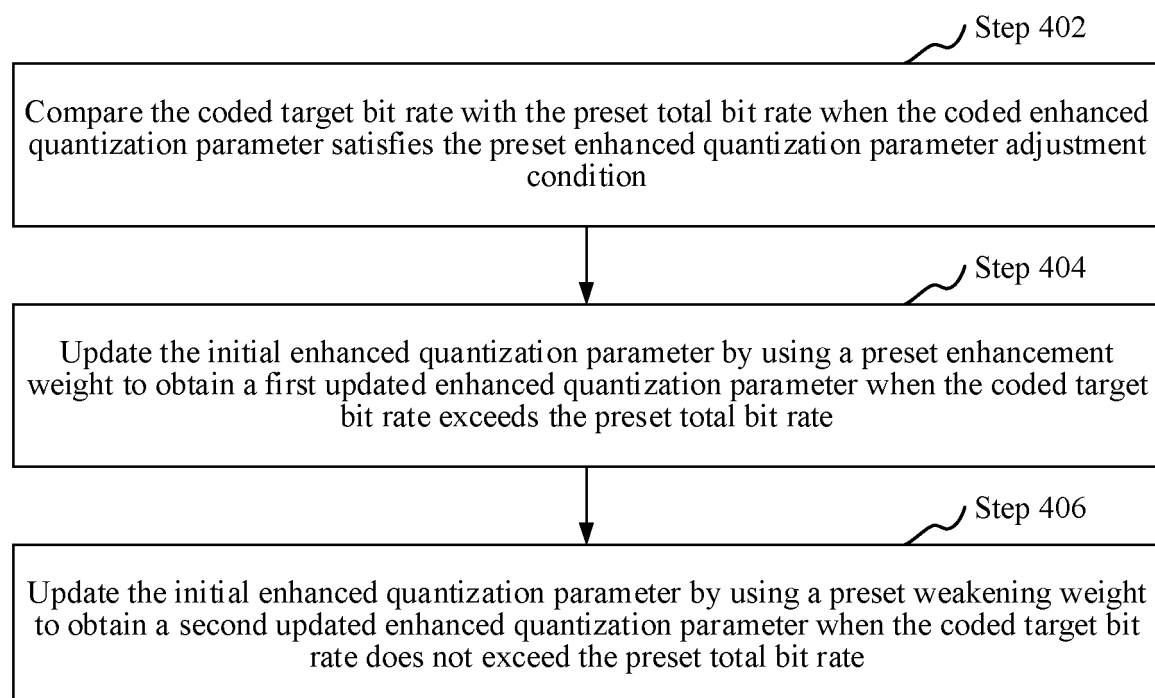 Step 402
Compare the coded target bit rate with the preset total bit rate when the coded enhanced
quantization parameter satisfies the preset enhanced quantization parameter adjustment
condition
Step 404
Update the initial enhanced quantization parameter by using a preset enhancement
weight to obtain a first updated enhanced quantization parameter when the coded target
bit rate exceeds the preset total bit rate
Step 406
Update the initial enhanced quantization parameter by using a preset weakening weight
to obtain a second updated enhanced quantization parameter when the coded target bit
rate does not exceed the preset total bit rate